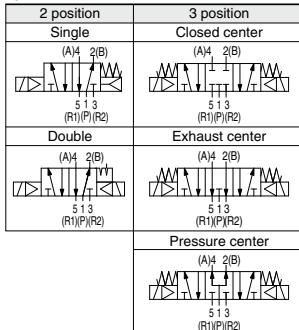 2 position
3 position
Single
Closed center
(A)4 2(B)
(A)4 2(B)
5 1 3
(R1)(P)(R2)
5 1 3
(R1)(P)(R2)
Double
Exhaust center
(A)4 2(B)
(A)4 2(B)
5 1 3
(R1)(P)(R2)
5 1 3
(R1)(P)(R2)
Pressure center
(A)4 2(B)
5 1 3
(R1)(P)(R2)